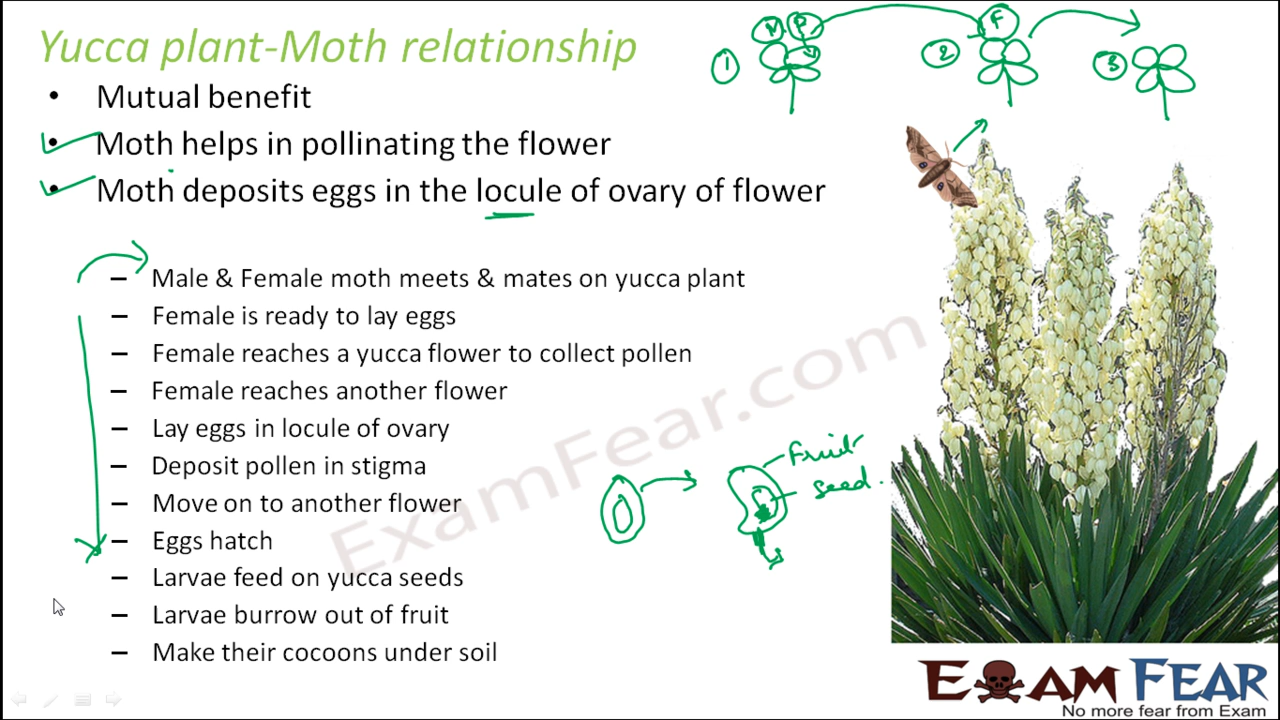 Yucca plant-Moth relationship
• Mutual benefit
• Moth helps in pollinating the flower
• Moth deposits eggs in the locule of ovary of flower
– Male & Female moth meets & mates on yucca plant
– Female is ready to lay eggs
– Female reaches a yucca flower to collect pollen
– Female reaches another flower
– Lay eggs in locule of ovary
– Deposit pollen in stigma
– Move on to another flower
– Eggs hatch
– Larvae feed on yucca seeds
– Larvae burrow out of fruit
– Make their cocoons under soil
1
2
F
3
Fruit
seed.
ExamFear.com
EXAM FEAR
No more fear from Exam